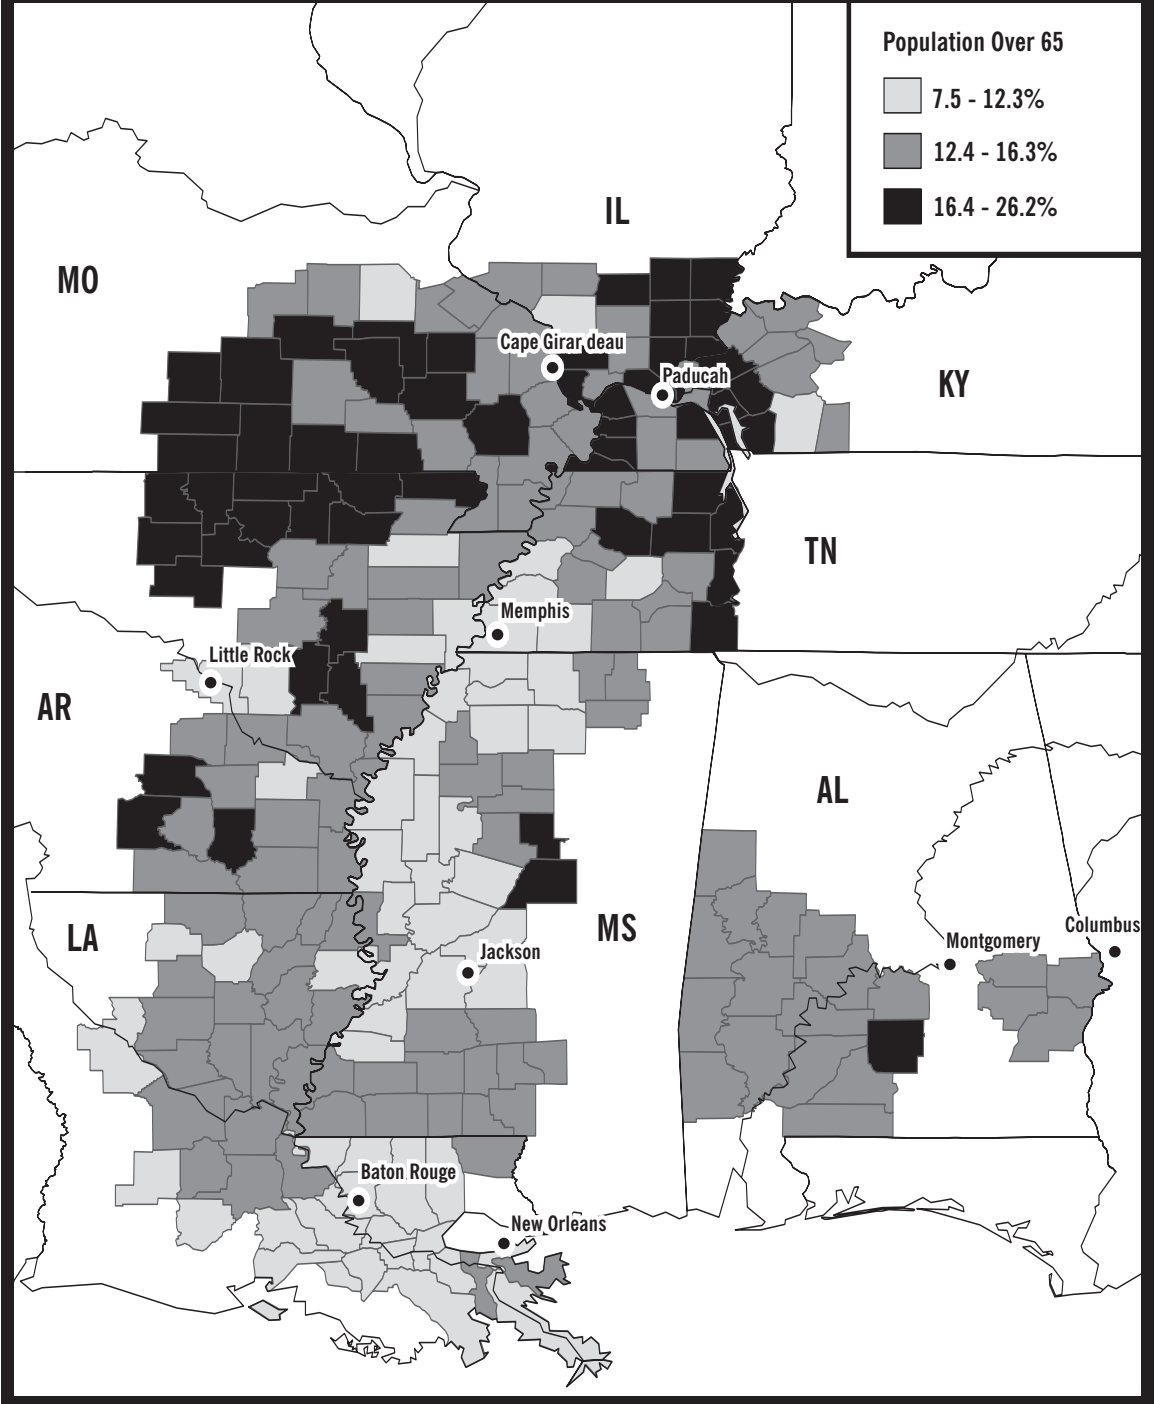 Population Over 65
7.5 - 12.3%
12.4 - 16.3%
16.4 - 26.2%
IL
MO
Cape Girar deau
Paducah
KY
TN
Memphis
Little Rock
AR
AL
MS
LA
Columbus
Montgomery
Jackson
Baton Rouge
New Orleans